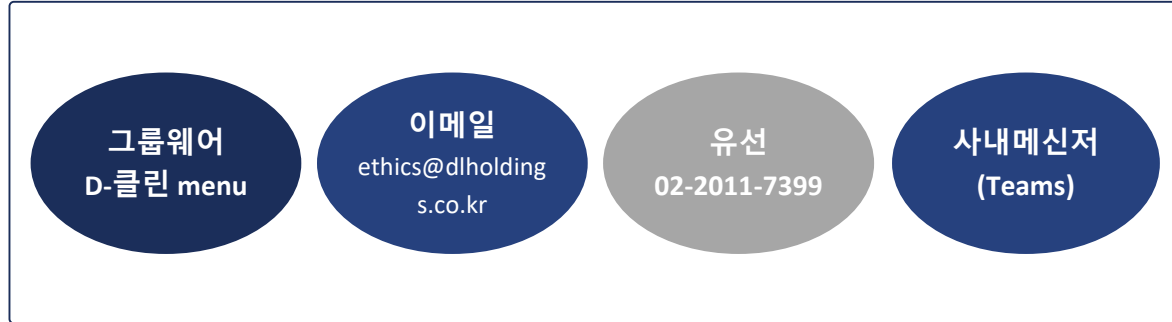 그룹웨어
D-클린 menu
이메일
ethics@dlholding
s.co.kr
유선
02-2011-7399
사내메신저
(Teams)